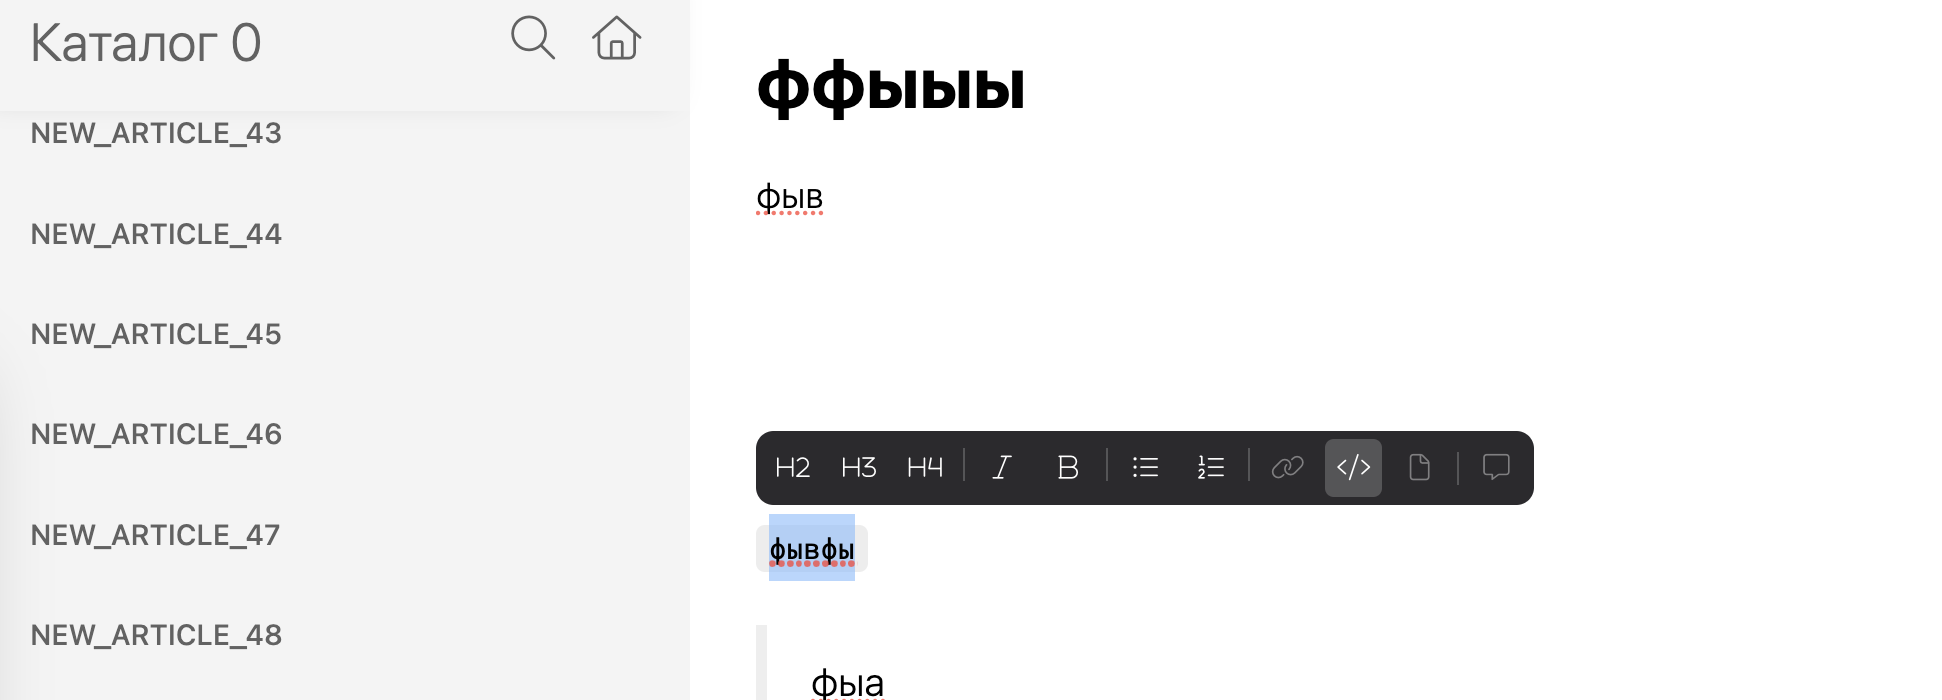 Каталог 0
NEW_ARTICLE_43
NEW_ARTICLE_44
NEW_ARTICLE_45
NEW_ARTICLE_46
NEW_ARTICLE_47
NEW_ARTICLE_48
ффыыы
фыв
H2 H3 H4 I B </>
фывфы
фыа